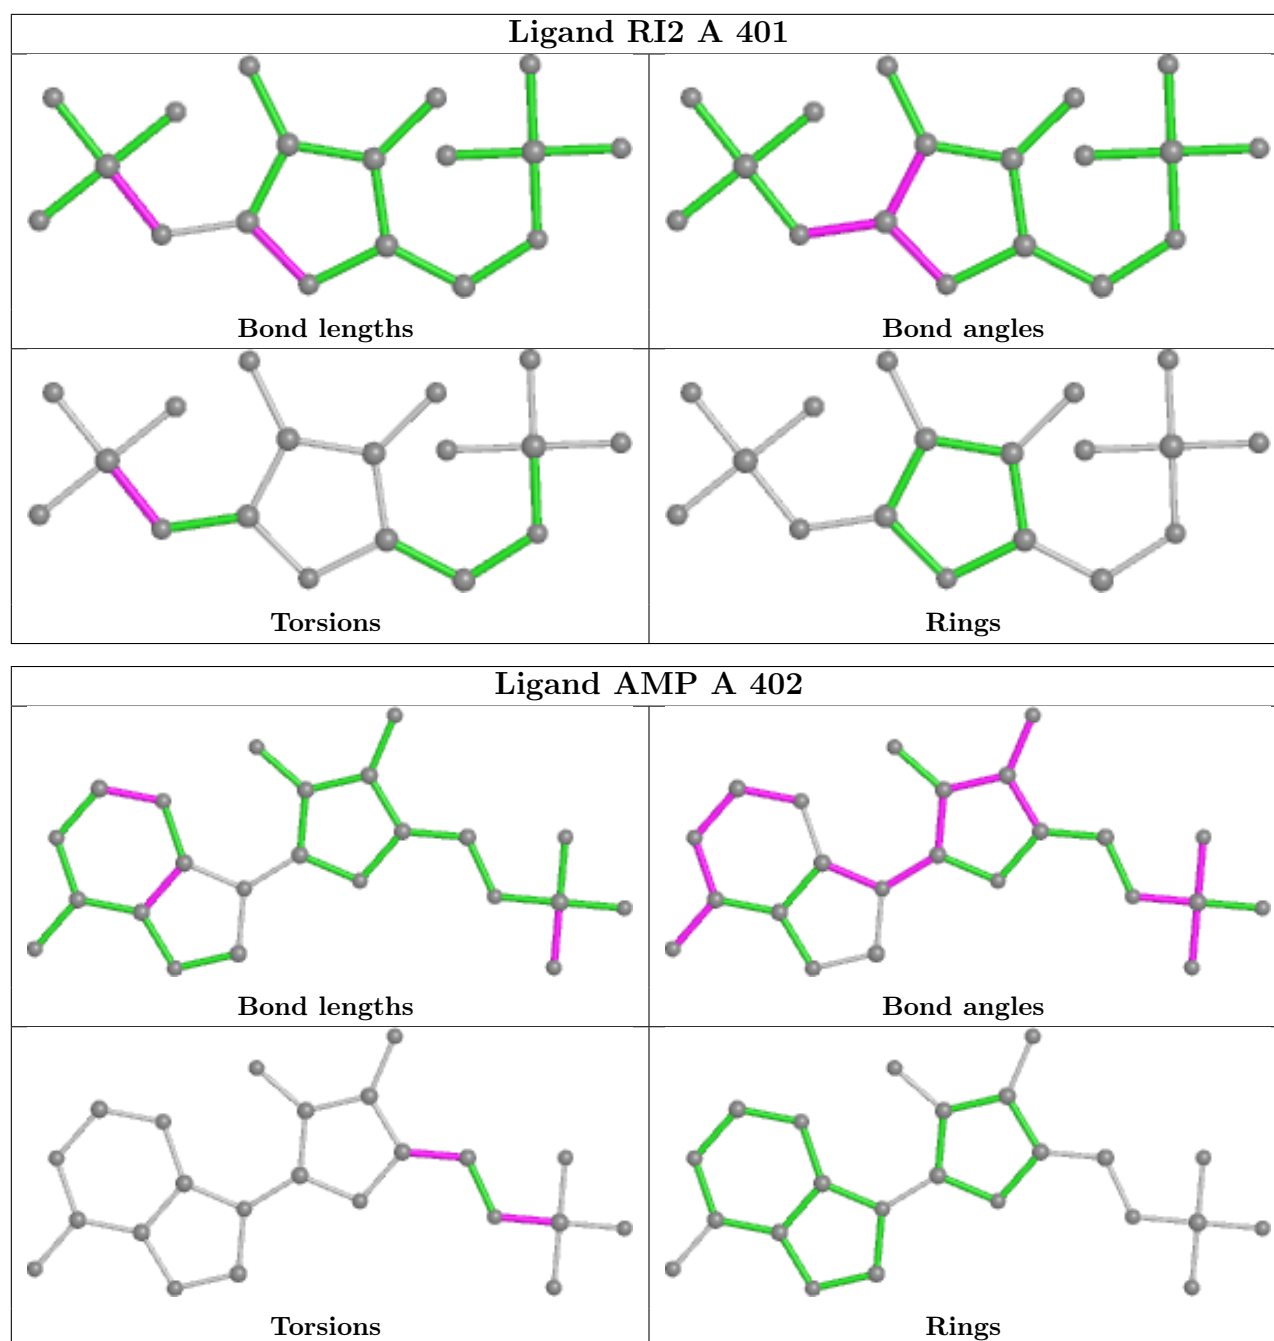 Ligand RI2 A 401
Bond lengths
Bond angles
Torsions
Rings
Ligand AMP A 402
Bond lengths
Bond angles
Torsions
Rings